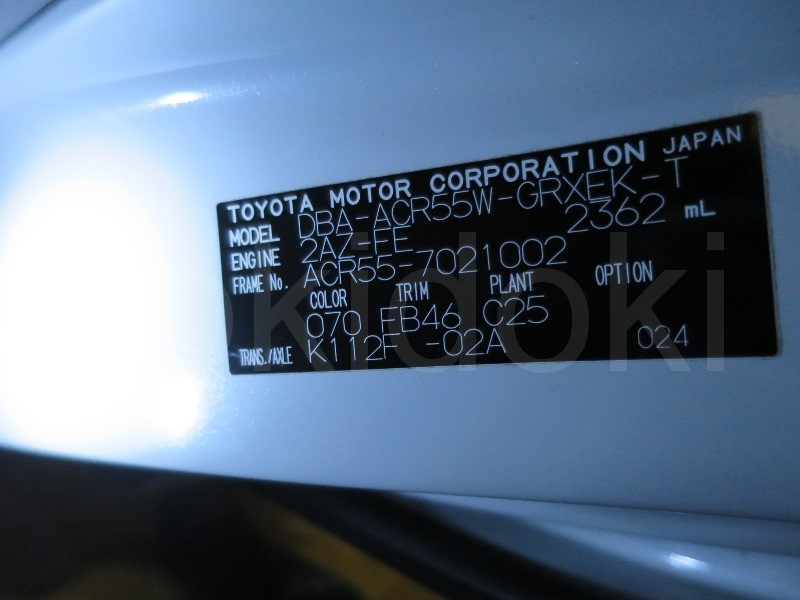 TOYOTA MOTOR CORPORATION JAPAN
MODEL DBA-ACR55W-GRXEK-T
ENGINE 2AZ-FE 2362 mL
FRAME No. ACR55-7021002
COLOR TRIM PLANT OPTION
070 FB46 C25
TRANS./AXLE K112F -02A 024
okidoki